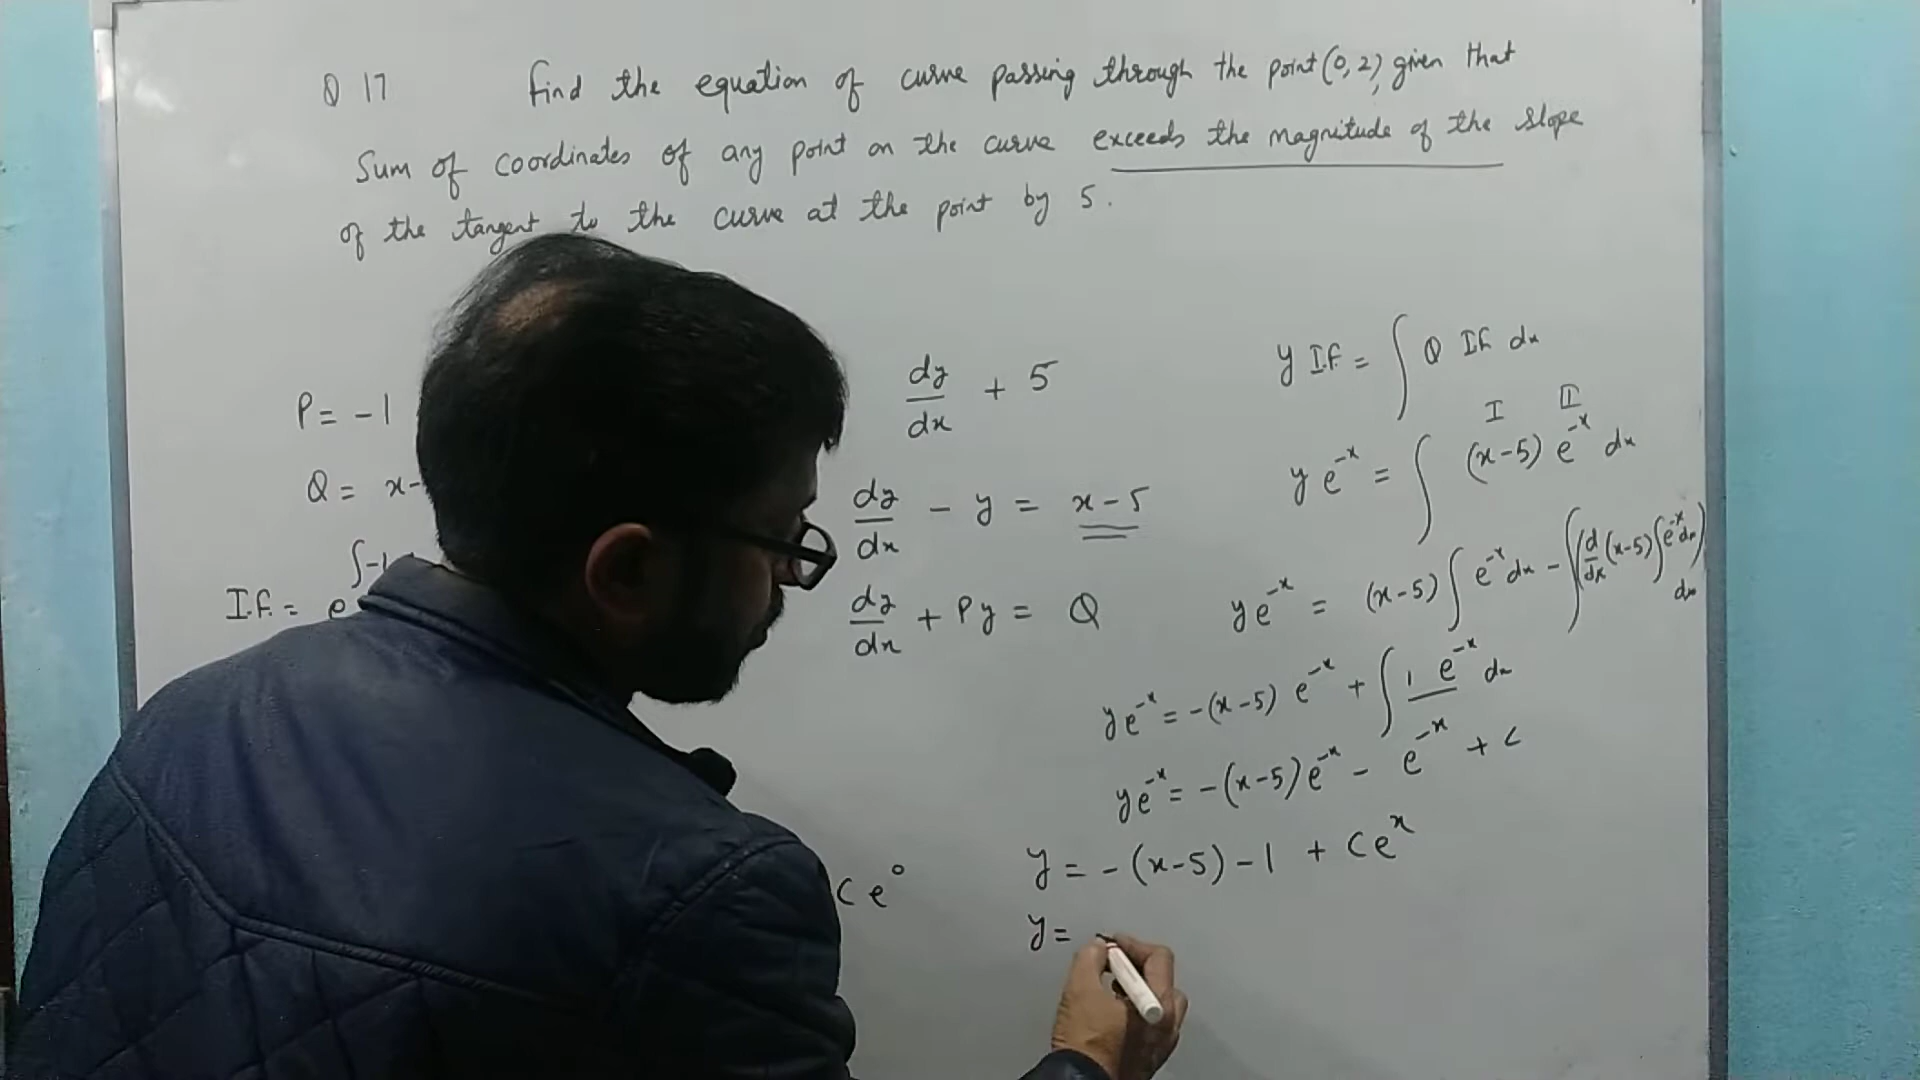 Q 17 find the equation of curve passing through the point (0, 2), given that
Sum of coordinates of any point on the curve exceeds the magnitude of the slope
of the tangent to the curve at the point by 5.
P = -1
Q = x-
I.F. = e^∫-1
dy/dx + 5
dy/dx - y = x-5
dy/dx + Py = Q
Ce⁰
y I.F. = ∫ Q I.F. dx
I II
y e^-x = ∫ (x-5) e^-x dx
y e^-x = (x-5) ∫ e^-x dx - ∫(d/dx (x-5) ∫e^-x dx) dx
y e^-x = -(x-5) e^-x + ∫ 1 e^-x dx
y e^-x = -(x-5) e^-x - e^-x + c
y = -(x-5) -1 + C e^x
y =